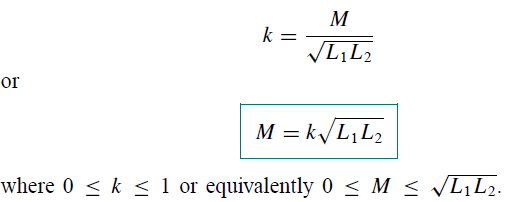 k = M / √L₁L₂
or
M = k√L₁L₂
where 0 ≤ k ≤ 1 or equivalently 0 ≤ M ≤ √L₁L₂.